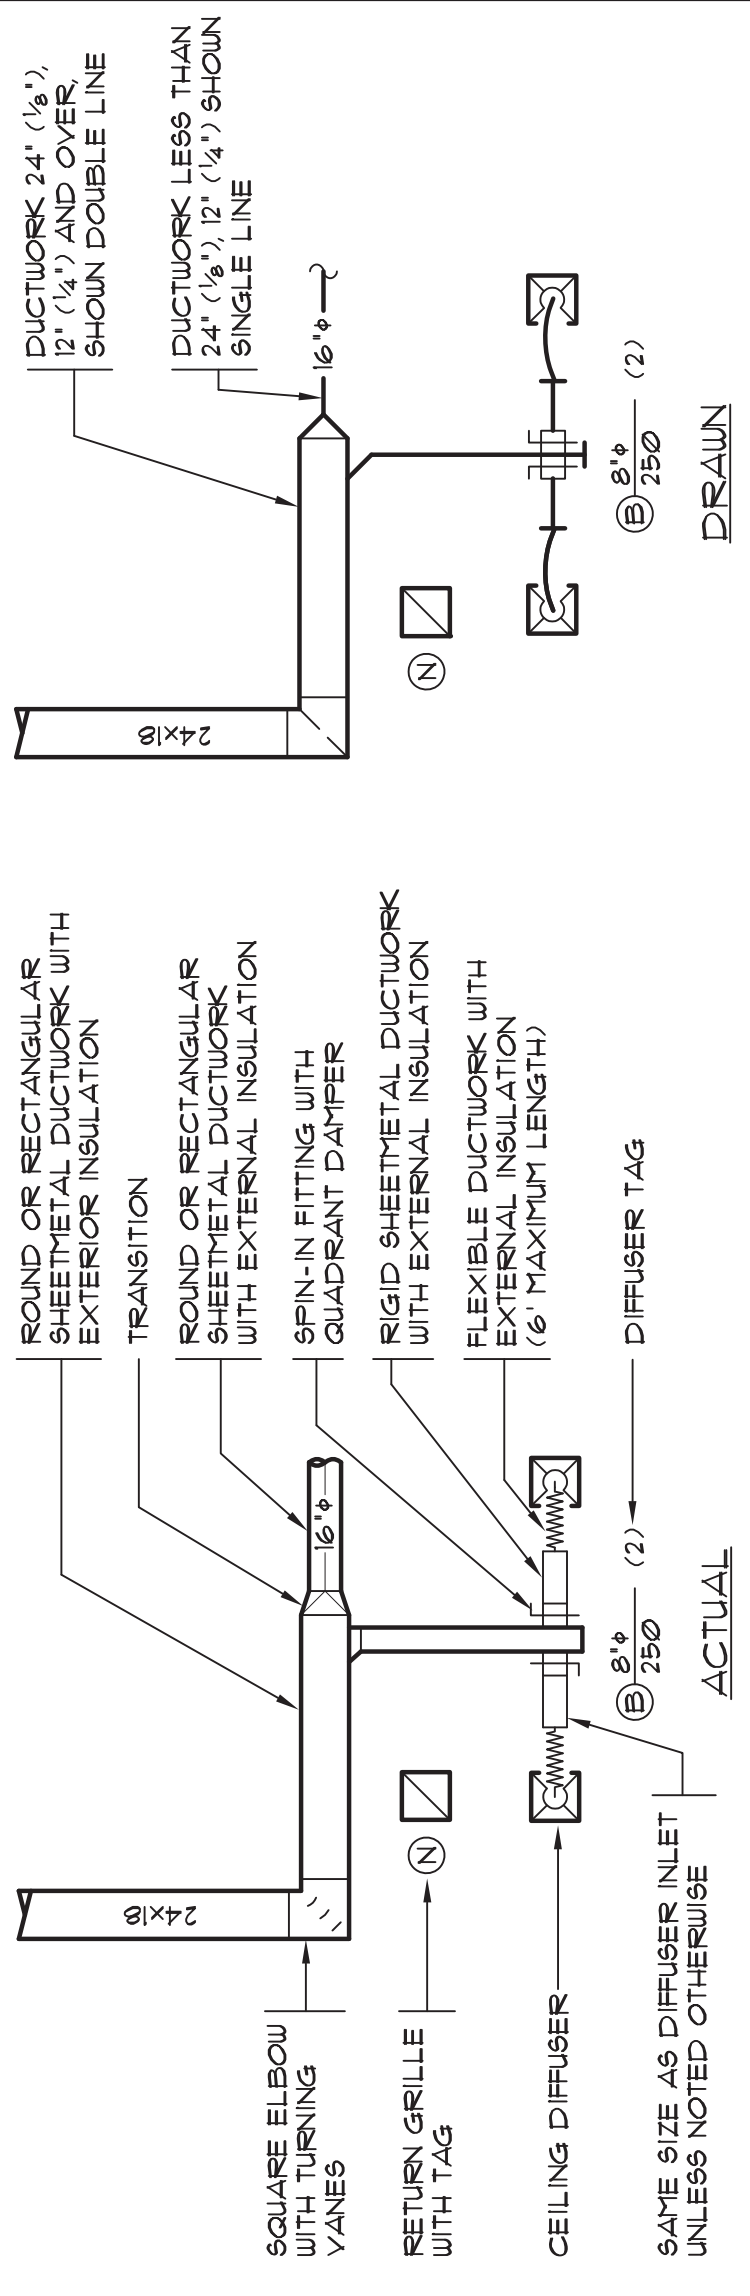 ROUND OR RECTANGULAR
SHEETMETAL DUCTWORK WITH
EXTERIOR INSULATION
TRANSITION
ROUND OR RECTANGULAR
SHEETMETAL DUCTWORK
WITH EXTERNAL INSULATION
SPIN-IN FITTING WITH
QUADRANT DAMPER
RIGID SHEETMETAL DUCTWORK
WITH EXTERNAL INSULATION
FLEXIBLE DUCTWORK WITH
EXTERNAL INSULATION
(6' MAXIMUM LENGTH)
DIFFUSER TAG
24x18
16"ϕ
SQUARE ELBOW
WITH TURNING
VANES
RETURN GRILLE
WITH TAG
N
CEILING DIFFUSER
SAME SIZE AS DIFFUSER INLET
UNLESS NOTED OTHERWISE
B 8"ϕ (2)
250
ACTUAL
DUCTWORK 24" (1/8"),
12" (1/4") AND OVER,
SHOWN DOUBLE LINE
DUCTWORK LESS THAN
24" (1/8"), 12" (1/4") SHOWN
SINGLE LINE
24x18
16"ϕ
N
B 8"ϕ (2)
250
DRAWN